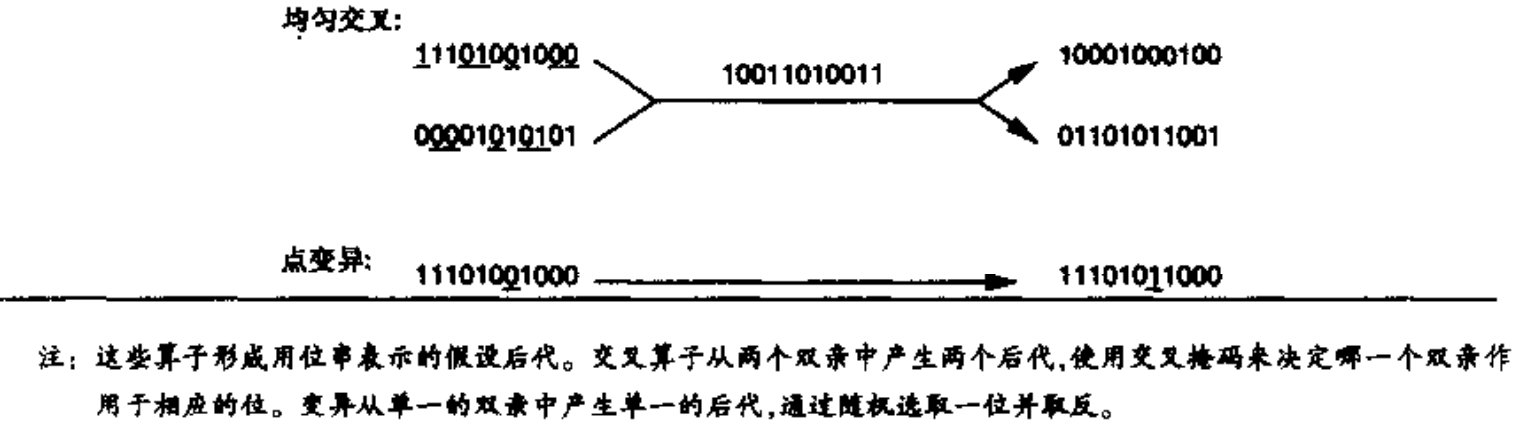 均匀交叉:
11101001000 10011010011 10001000100
00001010101 01101011001
点变异: 11101001000 11101011000
注: 这些算子形成用位串表示的假设后代。交叉算子从两个双亲中产生两个后代,使用交叉掩码来决定哪一个双亲作
用于相应的位。变异从单一的双亲中产生单一的后代,通过随机选取一位并取反。